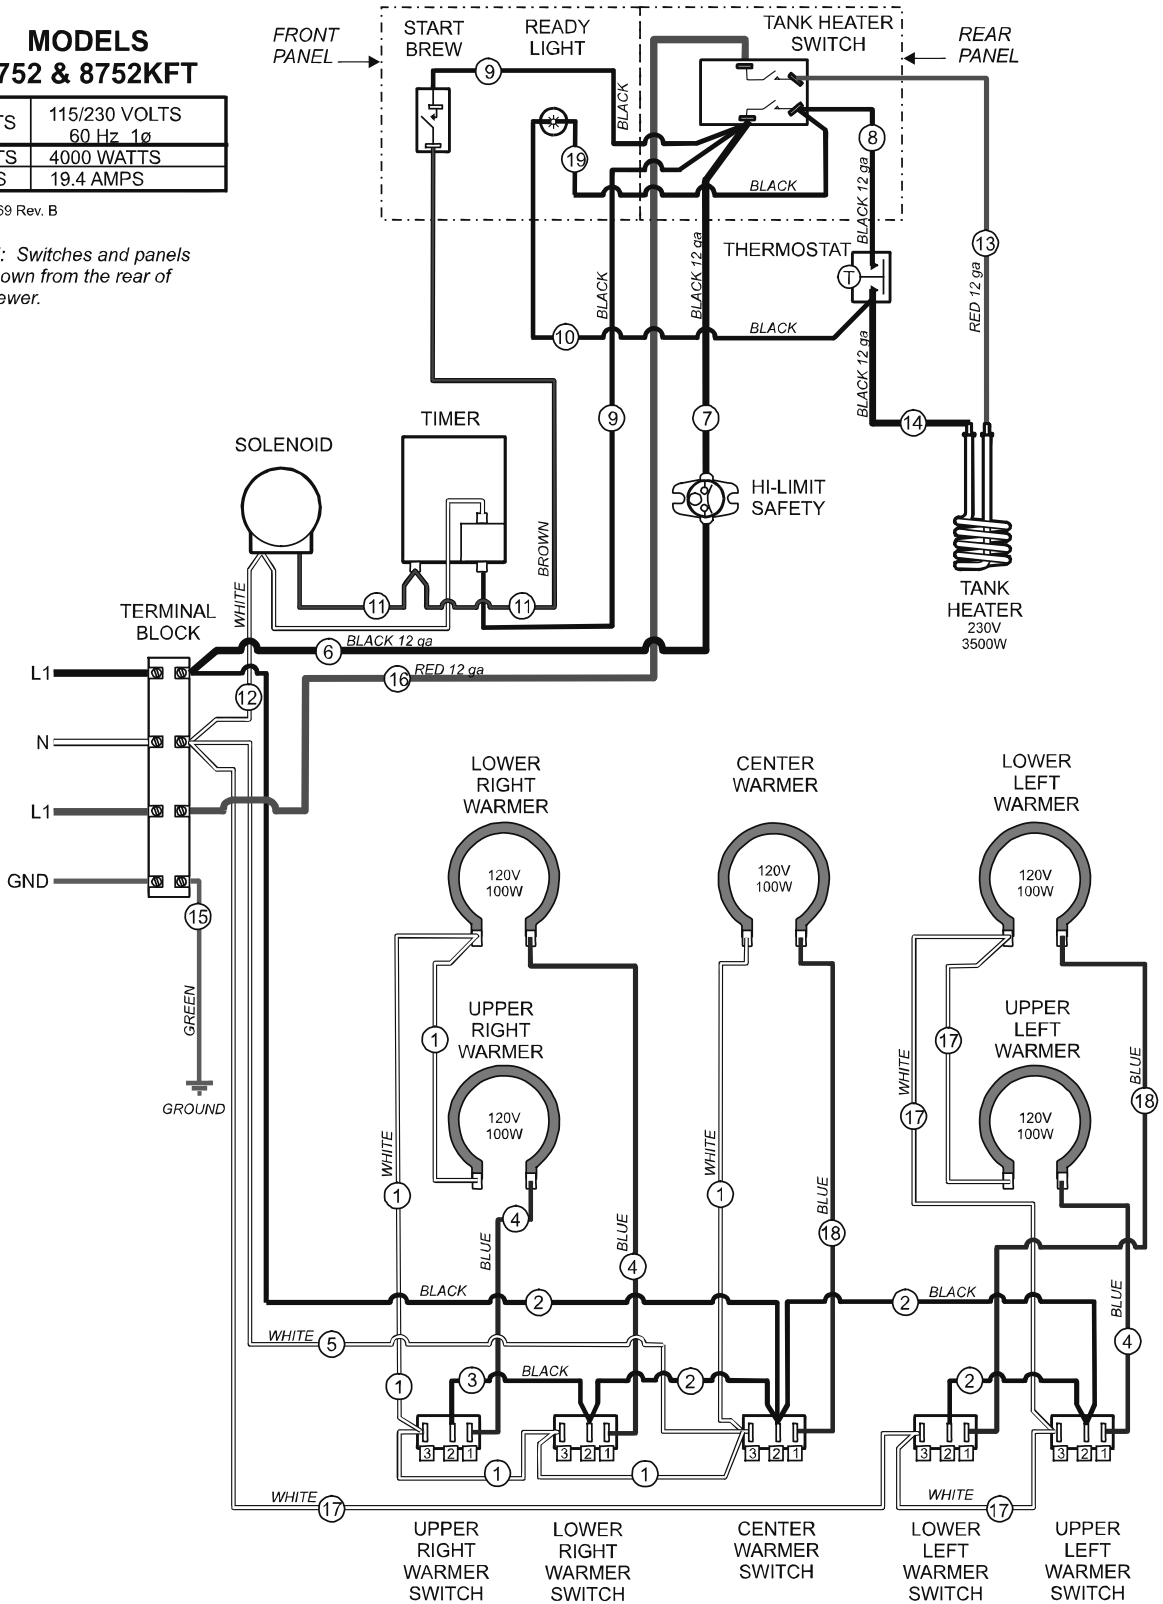 MODELS
752 & 8752KFT
TS
115/230 VOLTS
60 Hz 1ø
TS
4000 WATTS
S
19.4 AMPS
69 Rev. B
: Switches and panels
own from the rear of
ewer.
FRONT
PANEL
START
BREW
READY
LIGHT
TANK HEATER
SWITCH
REAR
PANEL
9
BLACK
19
8
BLACK
BLACK 12 ga
13
RED 12 ga
THERMOSTAT
T
BLACK 12 ga
BLACK
10
BLACK
BLACK 12 ga
9
7
14
TIMER
SOLENOID
HI-LIMIT
SAFETY
BROWN
TANK
HEATER
230V
3500W
WHITE
11
11
TERMINAL
BLOCK
6
BLACK 12 ga
16
RED 12 ga
L1
12
N
L1
GND
15
GREEN
GROUND
LOWER
RIGHT
WARMER
CENTER
WARMER
LOWER
LEFT
WARMER
120V
100W
120V
100W
120V
100W
UPPER
RIGHT
WARMER
UPPER
LEFT
WARMER
1
17
120V
100W
120V
100W
WHITE
BLUE
18
17
WHITE
1
WHITE
1
BLUE
18
4
BLUE
BLUE
4
BLACK
2
2
BLACK
BLUE
4
WHITE
5
1
3
BLACK
2
2
3 2 1
3 2 1
3 2 1
3 2 1
3 2 1
1
1
WHITE
17
WHITE
17
UPPER
RIGHT
WARMER
SWITCH
LOWER
RIGHT
WARMER
SWITCH
CENTER
WARMER
SWITCH
LOWER
LEFT
WARMER
SWITCH
UPPER
LEFT
WARMER
SWITCH